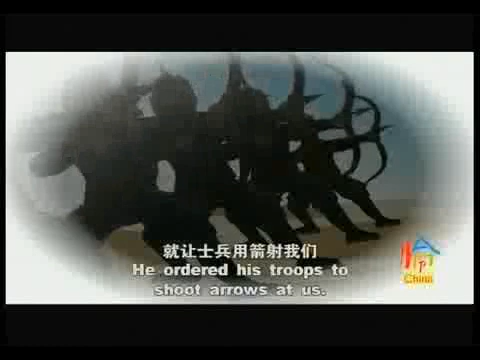 就让士兵用箭射我们
He ordered his troops to
shoot arrows at us.
China